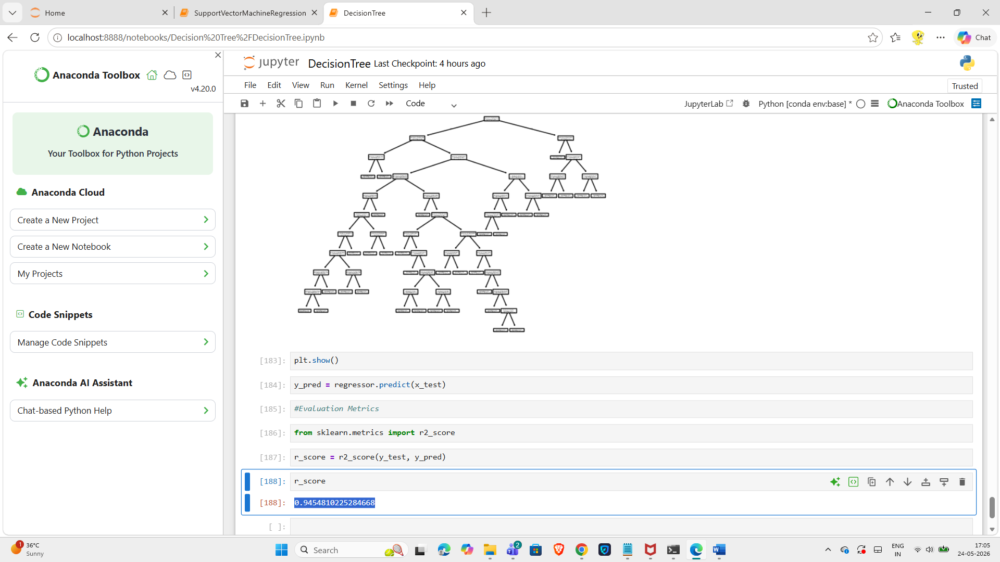 Home
SupportVectorMachineRegression
DecisionTree
localhost:8888/notebooks/Decision%20Tree%2FDecisionTree.ipynb
Chat
Anaconda Toolbox
v4.20.0
Anaconda
Your Toolbox for Python Projects
Anaconda Cloud
Create a New Project
Create a New Notebook
My Projects
Code Snippets
Manage Code Snippets
Anaconda AI Assistant
Chat-based Python Help
jupyter DecisionTree Last Checkpoint: 4 hours ago
File Edit View Run Kernel Settings Help
Trusted
Code
JupyterLab
Python [conda env:base] *
Anaconda Toolbox
[183]: plt.show()
[184]: y_pred = regressor.predict(x_test)
[185]: #Evaluation Metrics
[186]: from sklearn.metrics import r2_score
[187]: r_score = r2_score(y_test, y_pred)
[188]: r_score
[188]: 0.9454810225284668
[ ]:
1
36°C
Sunny
Search
2
ENG
IN
17:05
24-05-2026